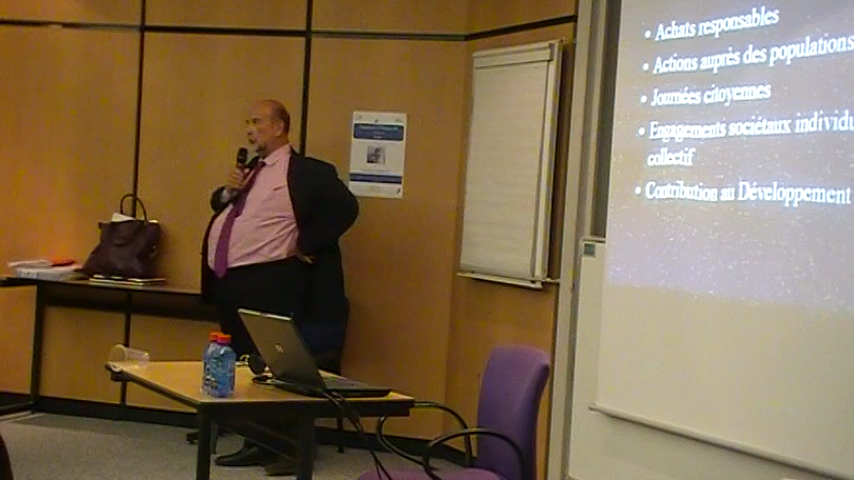 • Achats responsables
• Actions auprès des populations
• Journées citoyennes
• Engagements sociétaux individu
collectif
• Contribution au Développement